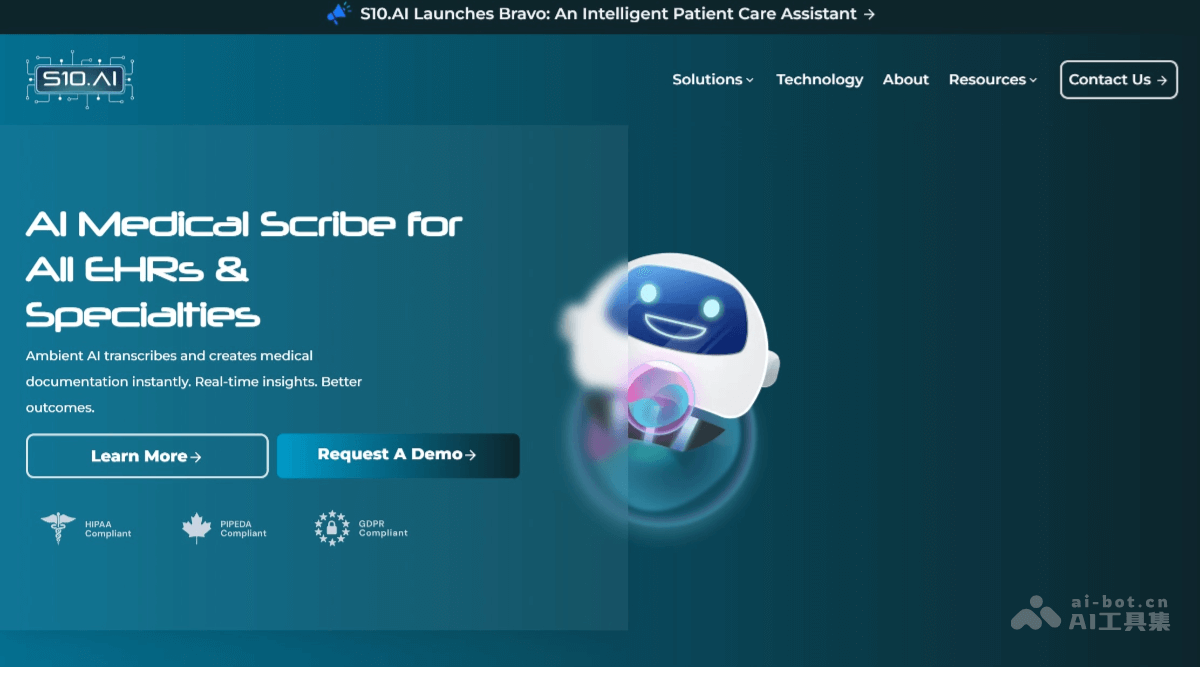 S10.AI Launches Bravo: An Intelligent Patient Care Assistant →
S10.AI
Solutions
Technology
About
Resources
Contact Us →
AI Medical Scribe for
All EHRs &
Specialties
Ambient AI transcribes and creates medical
documentation instantly. Real-time insights. Better
outcomes.
Learn More→
Request A Demo→
HIPAA
Compliant
PIPEDA
Compliant
GDPR
Compliant
ai-bot.cn
AI工具集